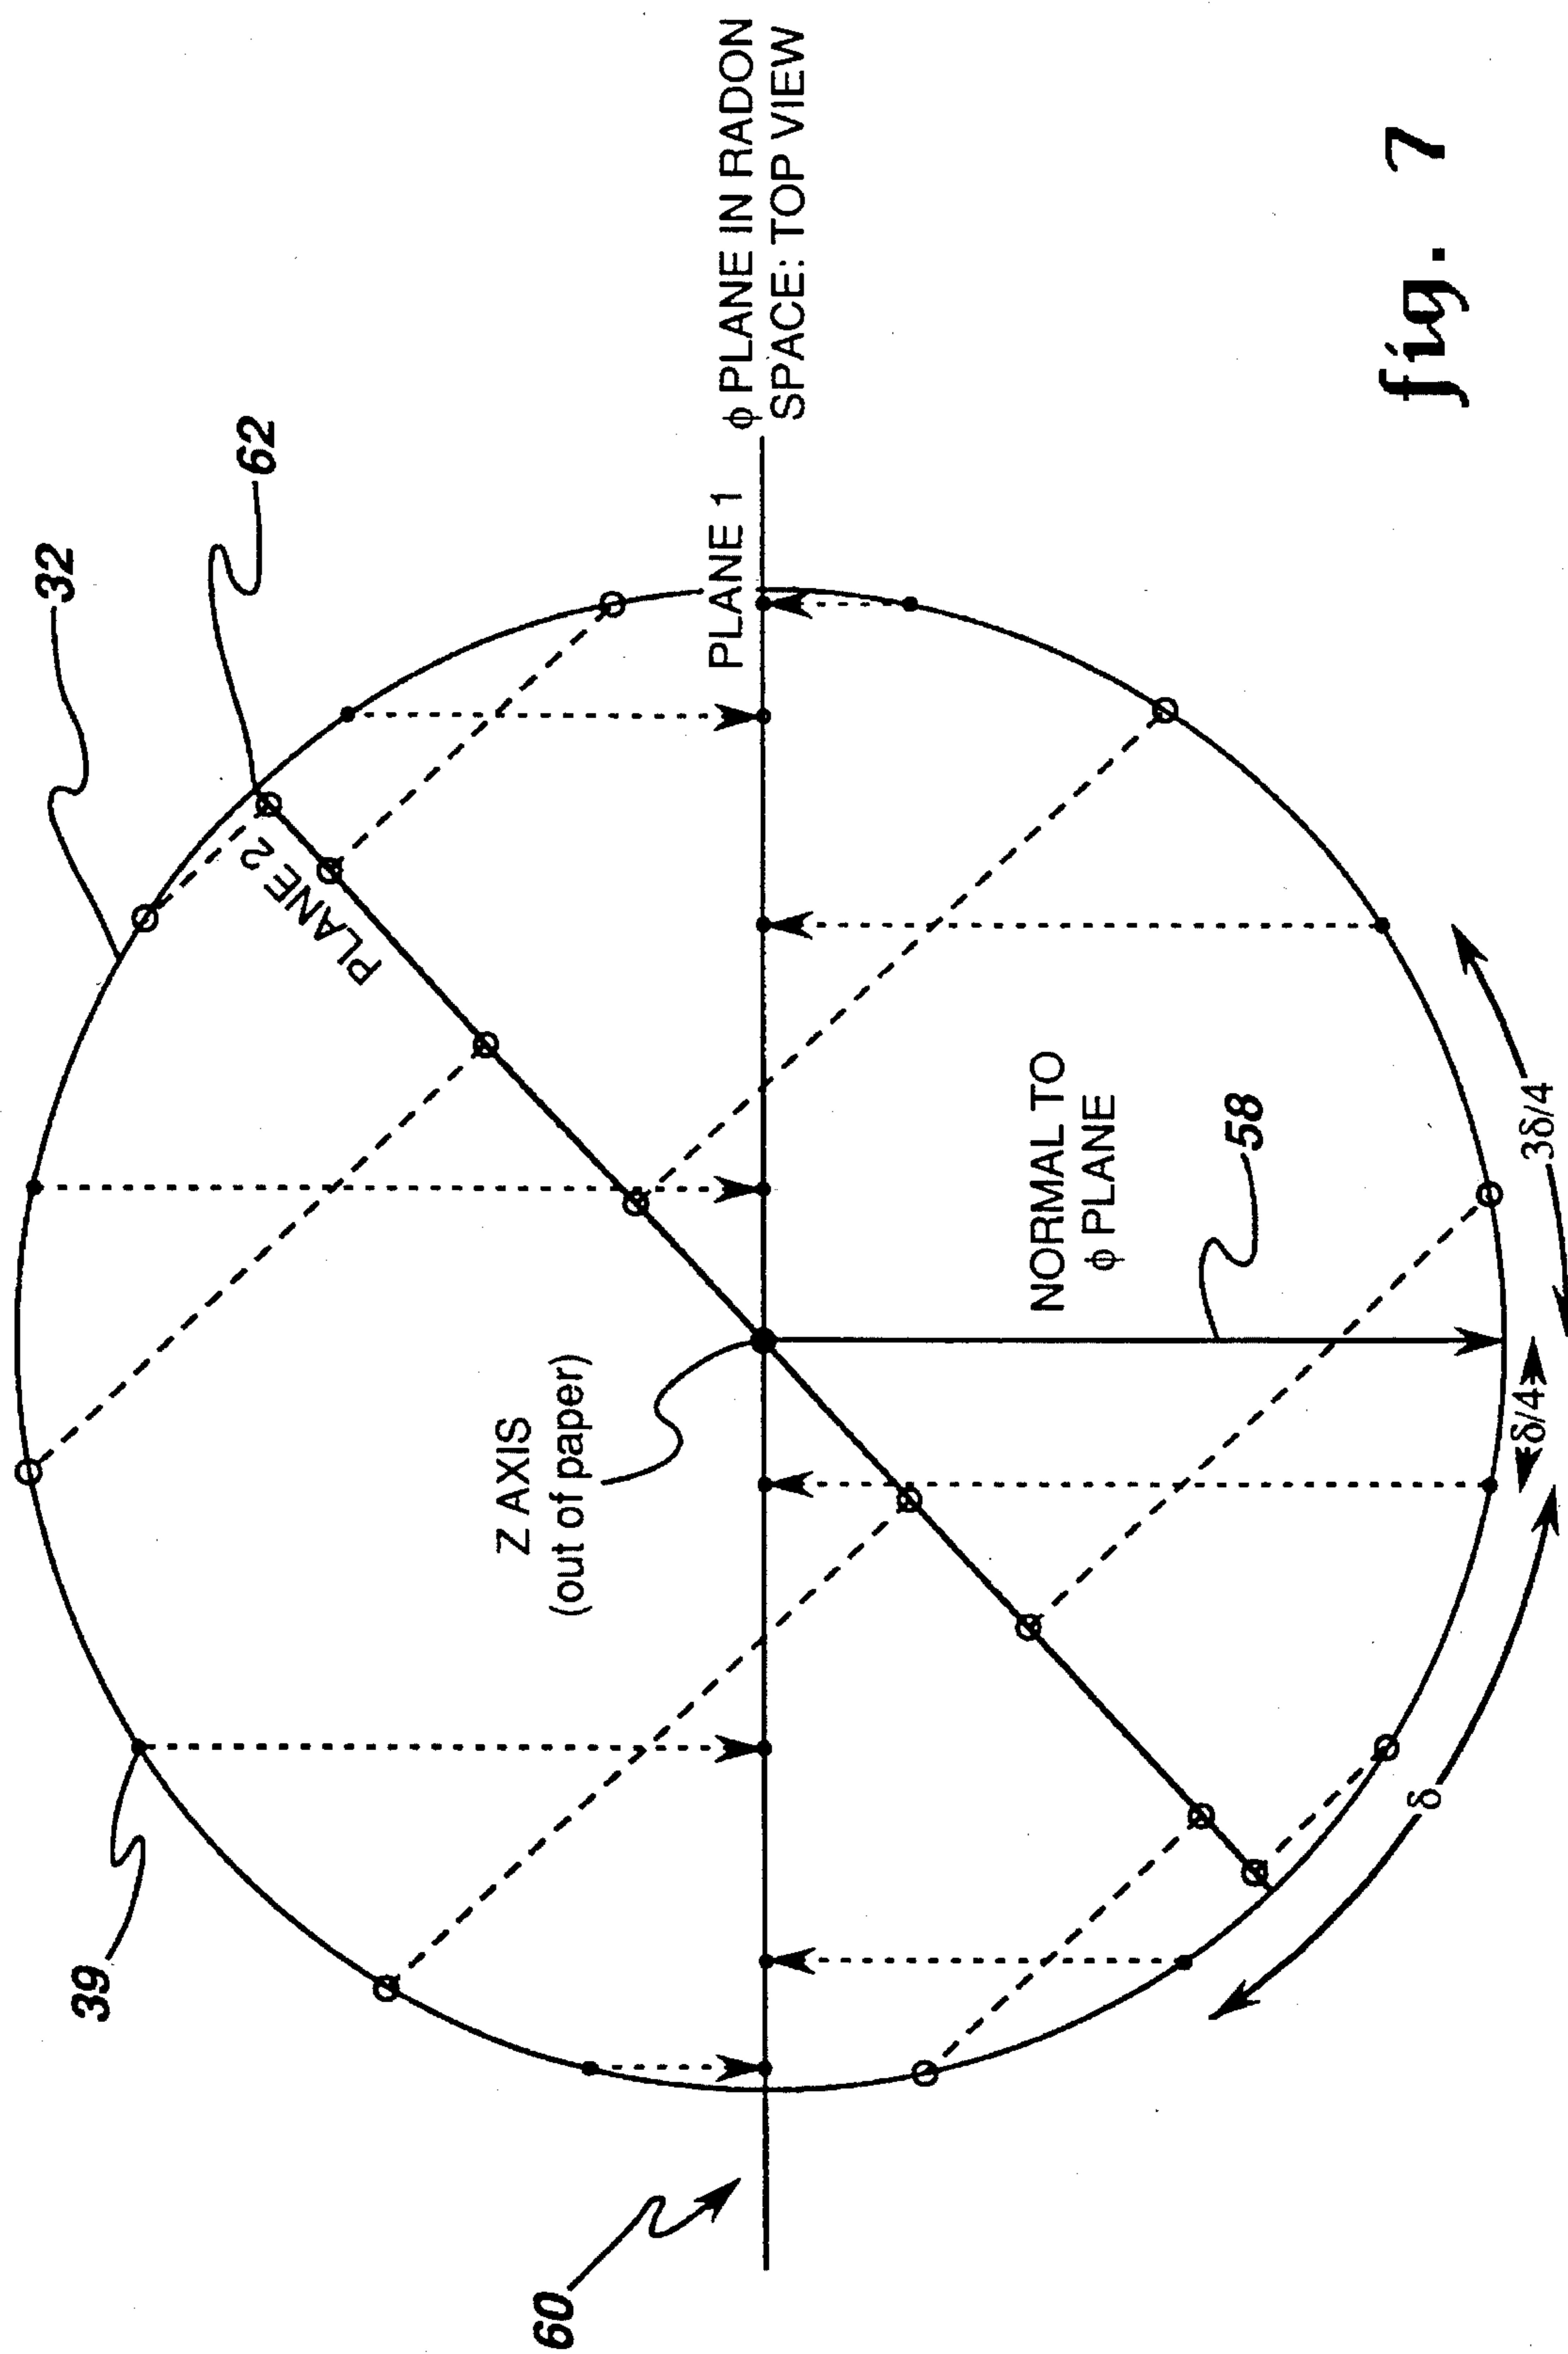 32
62
39
PLANE 2
PLANE 1
φ PLANE IN RADON
SPACE: TOP VIEW
Z AXIS
(out of paper)
NORMAL TO
φ PLANE
58
60
δ
δ/4
3δ/4
fig. 7